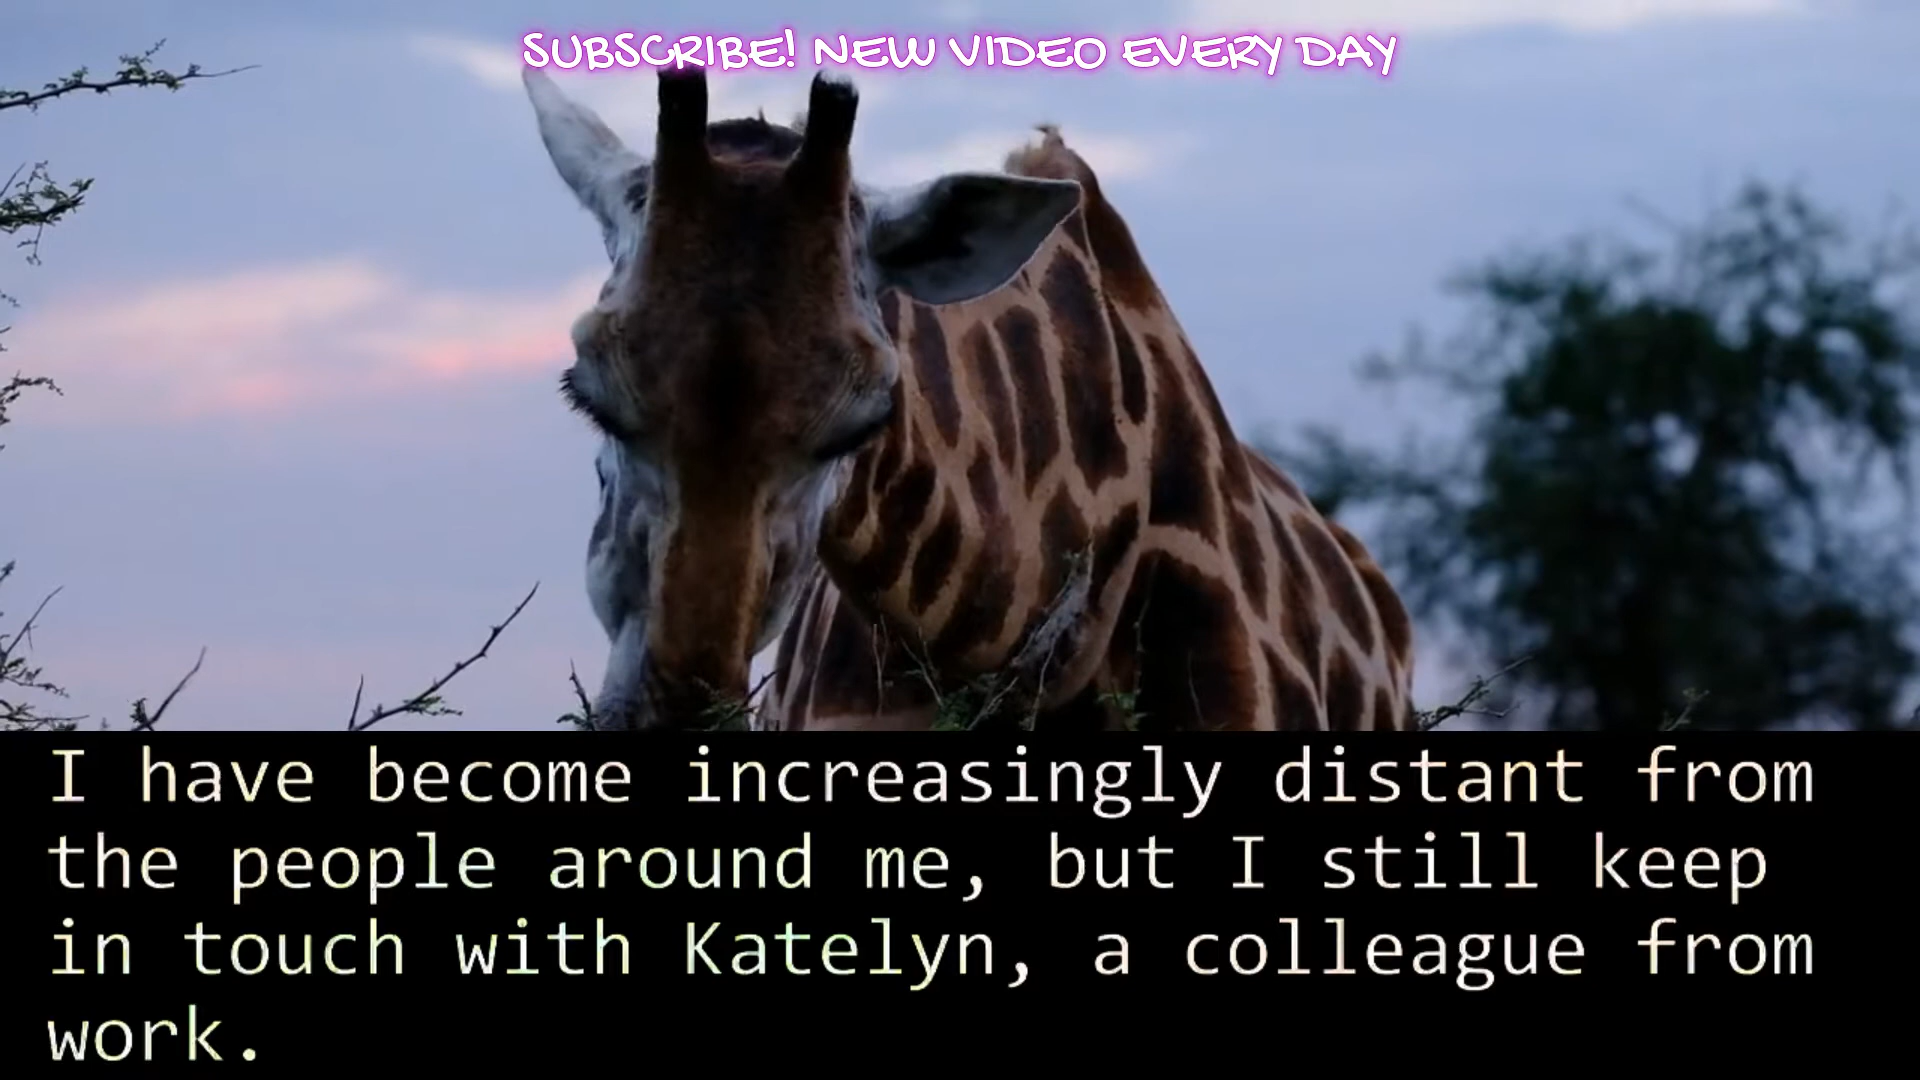 SUBSCRIBE! NEW VIDEO EVERY DAY
I have become increasingly distant from
the people around me, but I still keep
in touch with Katelyn, a colleague from
work.